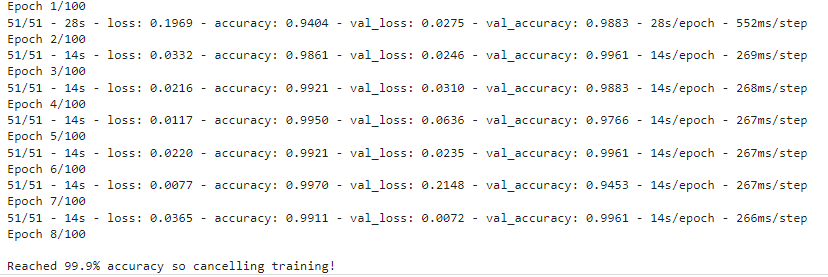 Epoch 1/100
51/51 - 28s - loss: 0.1969 - accuracy: 0.9404 - val_loss: 0.0275 - val_accuracy: 0.9883 - 28s/epoch - 552ms/step
Epoch 2/100
51/51 - 14s - loss: 0.0332 - accuracy: 0.9861 - val_loss: 0.0246 - val_accuracy: 0.9961 - 14s/epoch - 269ms/step
Epoch 3/100
51/51 - 14s - loss: 0.0216 - accuracy: 0.9921 - val_loss: 0.0310 - val_accuracy: 0.9883 - 14s/epoch - 268ms/step
Epoch 4/100
51/51 - 14s - loss: 0.0117 - accuracy: 0.9950 - val_loss: 0.0636 - val_accuracy: 0.9766 - 14s/epoch - 267ms/step
Epoch 5/100
51/51 - 14s - loss: 0.0220 - accuracy: 0.9921 - val_loss: 0.0235 - val_accuracy: 0.9961 - 14s/epoch - 267ms/step
Epoch 6/100
51/51 - 14s - loss: 0.0077 - accuracy: 0.9970 - val_loss: 0.2148 - val_accuracy: 0.9453 - 14s/epoch - 267ms/step
Epoch 7/100
51/51 - 14s - loss: 0.0365 - accuracy: 0.9911 - val_loss: 0.0072 - val_accuracy: 0.9961 - 14s/epoch - 266ms/step
Epoch 8/100
Reached 99.9% accuracy so cancelling training!